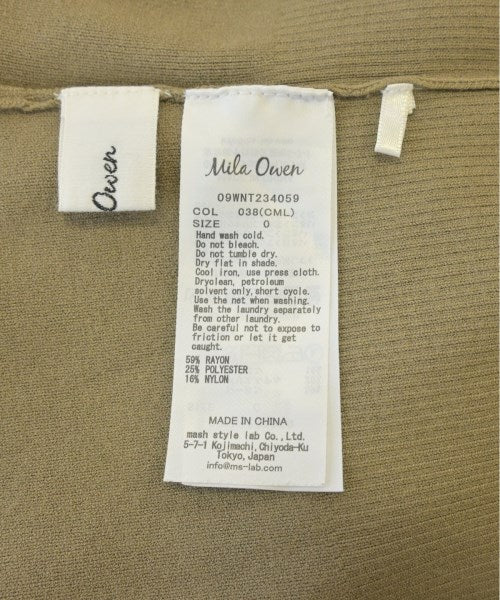 Owen
Mila Owen
09WNT234059
COL 038(CML)
SIZE 0
Hand wash cold.
Do not bleach.
Do not tumble dry.
Dry flat in shade.
Cool iron, use press cloth.
Dryclean, petroleum
solvent only, short cycle.
Use the net when washing.
Wash the laundry separately
from other laundry.
Be careful not to expose to
friction or let it get
caught.
59% RAYON
25% POLYESTER
16% NYLON
MADE IN CHINA
mash style lab Co.,Ltd.
5-7-1 Kojimachi,Chiyoda-Ku
Tokyo,Japan
info@ms-lab.com